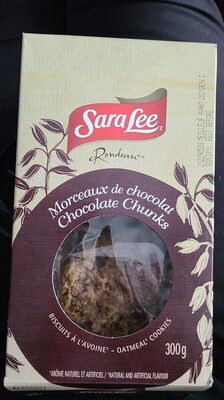 Sara Lee
Rondeau
Morceaux de chocolat
Chocolate Chunks
BISCUITS À L'AVOINE* - OATMEAL* COOKIES
300g
*ARÔME NATUREL ET ARTIFICIEL / *NATURAL AND ARTIFICIAL FLAVOUR